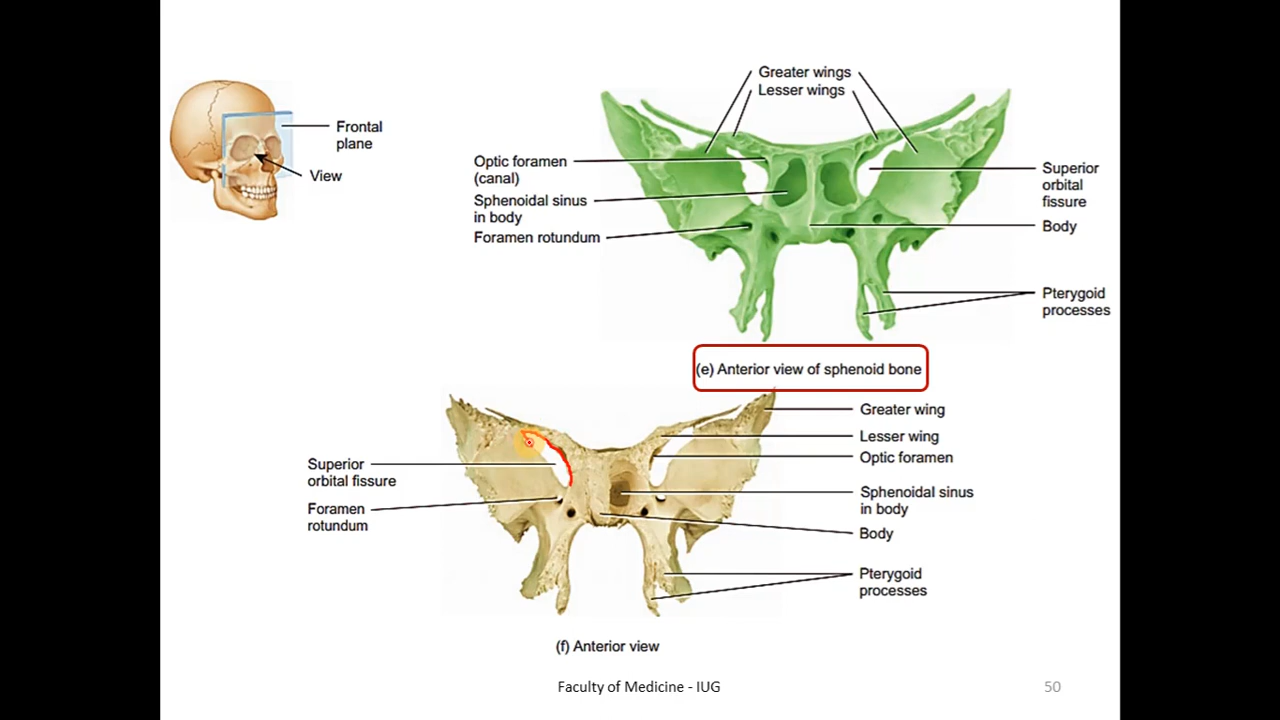 Frontal
plane
View
Greater wings
Lesser wings
Optic foramen
(canal)
Sphenoidal sinus
in body
Foramen rotundum
Superior
orbital
fissure
Body
Pterygoid
processes
(e) Anterior view of sphenoid bone
Superior
orbital fissure
Foramen
rotundum
Greater wing
Lesser wing
Optic foramen
Sphenoidal sinus
in body
Body
Pterygoid
processes
(f) Anterior view
Faculty of Medicine - IUG
50